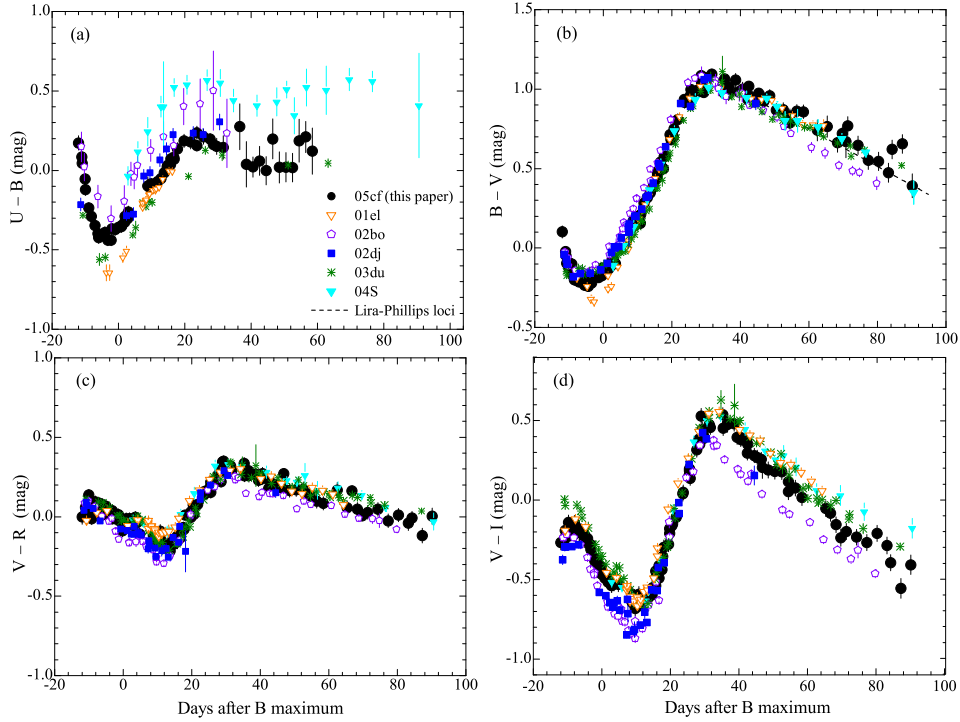 (a)
U − B (mag)
1.0
0.5
0.0
-0.5
-1.0
-20 0 20 40 60 80 100
05cf (this paper)
01el
02bo
02dj
03du
04S
Lira-Phillips loci
(b)
B − V (mag)
1.5
1.0
0.5
0.0
-0.5
-20 0 20 40 60 80 100
(c)
V − R (mag)
1.0
0.5
0.0
-0.5
-1.0
-20 0 20 40 60 80 100
Days after B maximum
(d)
V − I (mag)
0.5
0.0
-0.5
-1.0
-20 0 20 40 60 80 100
Days after B maximum